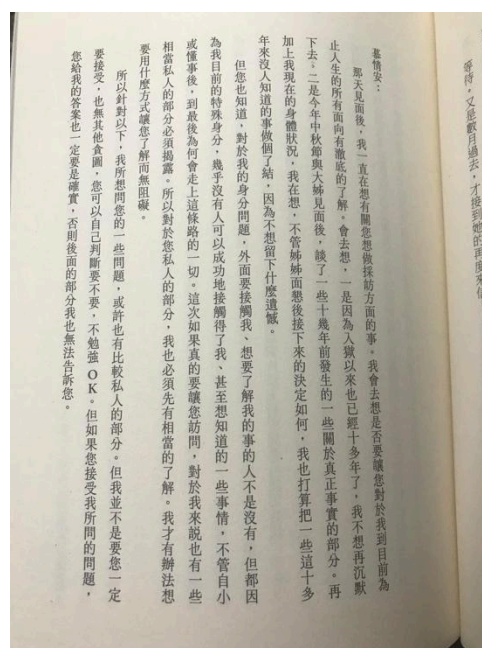 等待，又是數月過去，才接到她的再度來信
慕情安：
那天見面後，我一直在想有關您想做採訪方面的事。我會去想是否要讓您對於我到目前為
止人生的所有面向有徹底的了解。會去想，一是因為入獄以來也已經十多年了，我不想再沉默
下去。二是今年中秋節與大姊見面後，談了一些十幾年前發生的一些關於真正事實的部分。再
加上我現在的身體狀況，我在想，不管姊姊面懇後接下來的決定如何，我也打算把一些這十多
年來沒人知道的事做個了結，因為不想留下什麼遺憾。
但您也知道，對於我的身分問題，外面要接觸我、想要了解我的事的人不是沒有，但都因
為我目前的特殊身分，幾乎沒有人可以成功地接觸得了我、甚至想知道的一些事情，不管自小
或懂事後，到最後為何會走上這條路的一切。這次如果真的要讓您訪問，對於我來說也有一些
相當私人的部分必須揭露。所以對於您私人的部分，我也必須先有相當的了解。我才有辦法想
要用什麼方式讓您了解而無阻礙。
所以針對以下，我所想問您的一些問題，或許也有比較私人的部分。但我並不是要您一定
要接受，也無其他貪圖，您可以自己判斷要不要，不勉強OK。但如果您接受我所問的問題，
您給我的答案也一定要是確實，否則後面的部分我也無法告訴您。